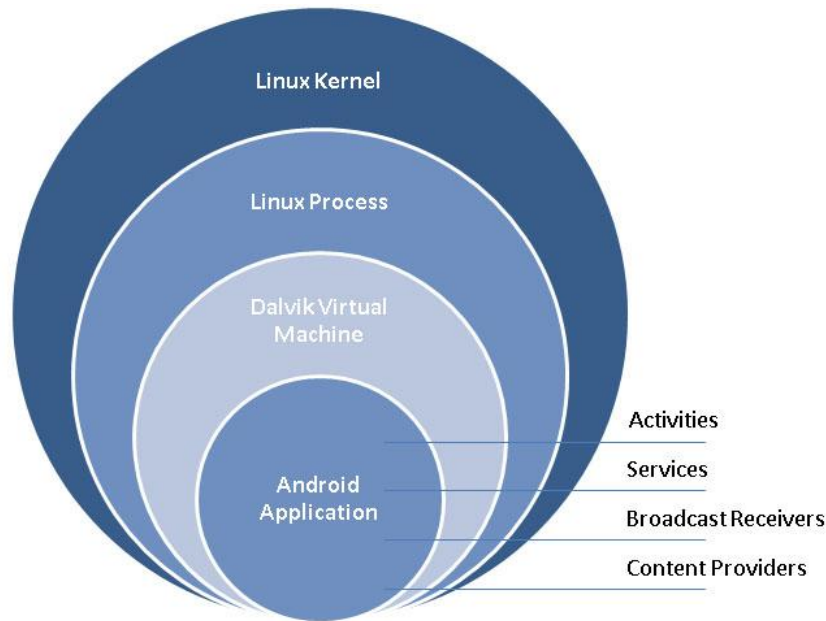 Linux Kernel
Linux Process
Dalvik Virtual
Machine
Android
Application
Activities
Services
Broadcast Receivers
Content Providers